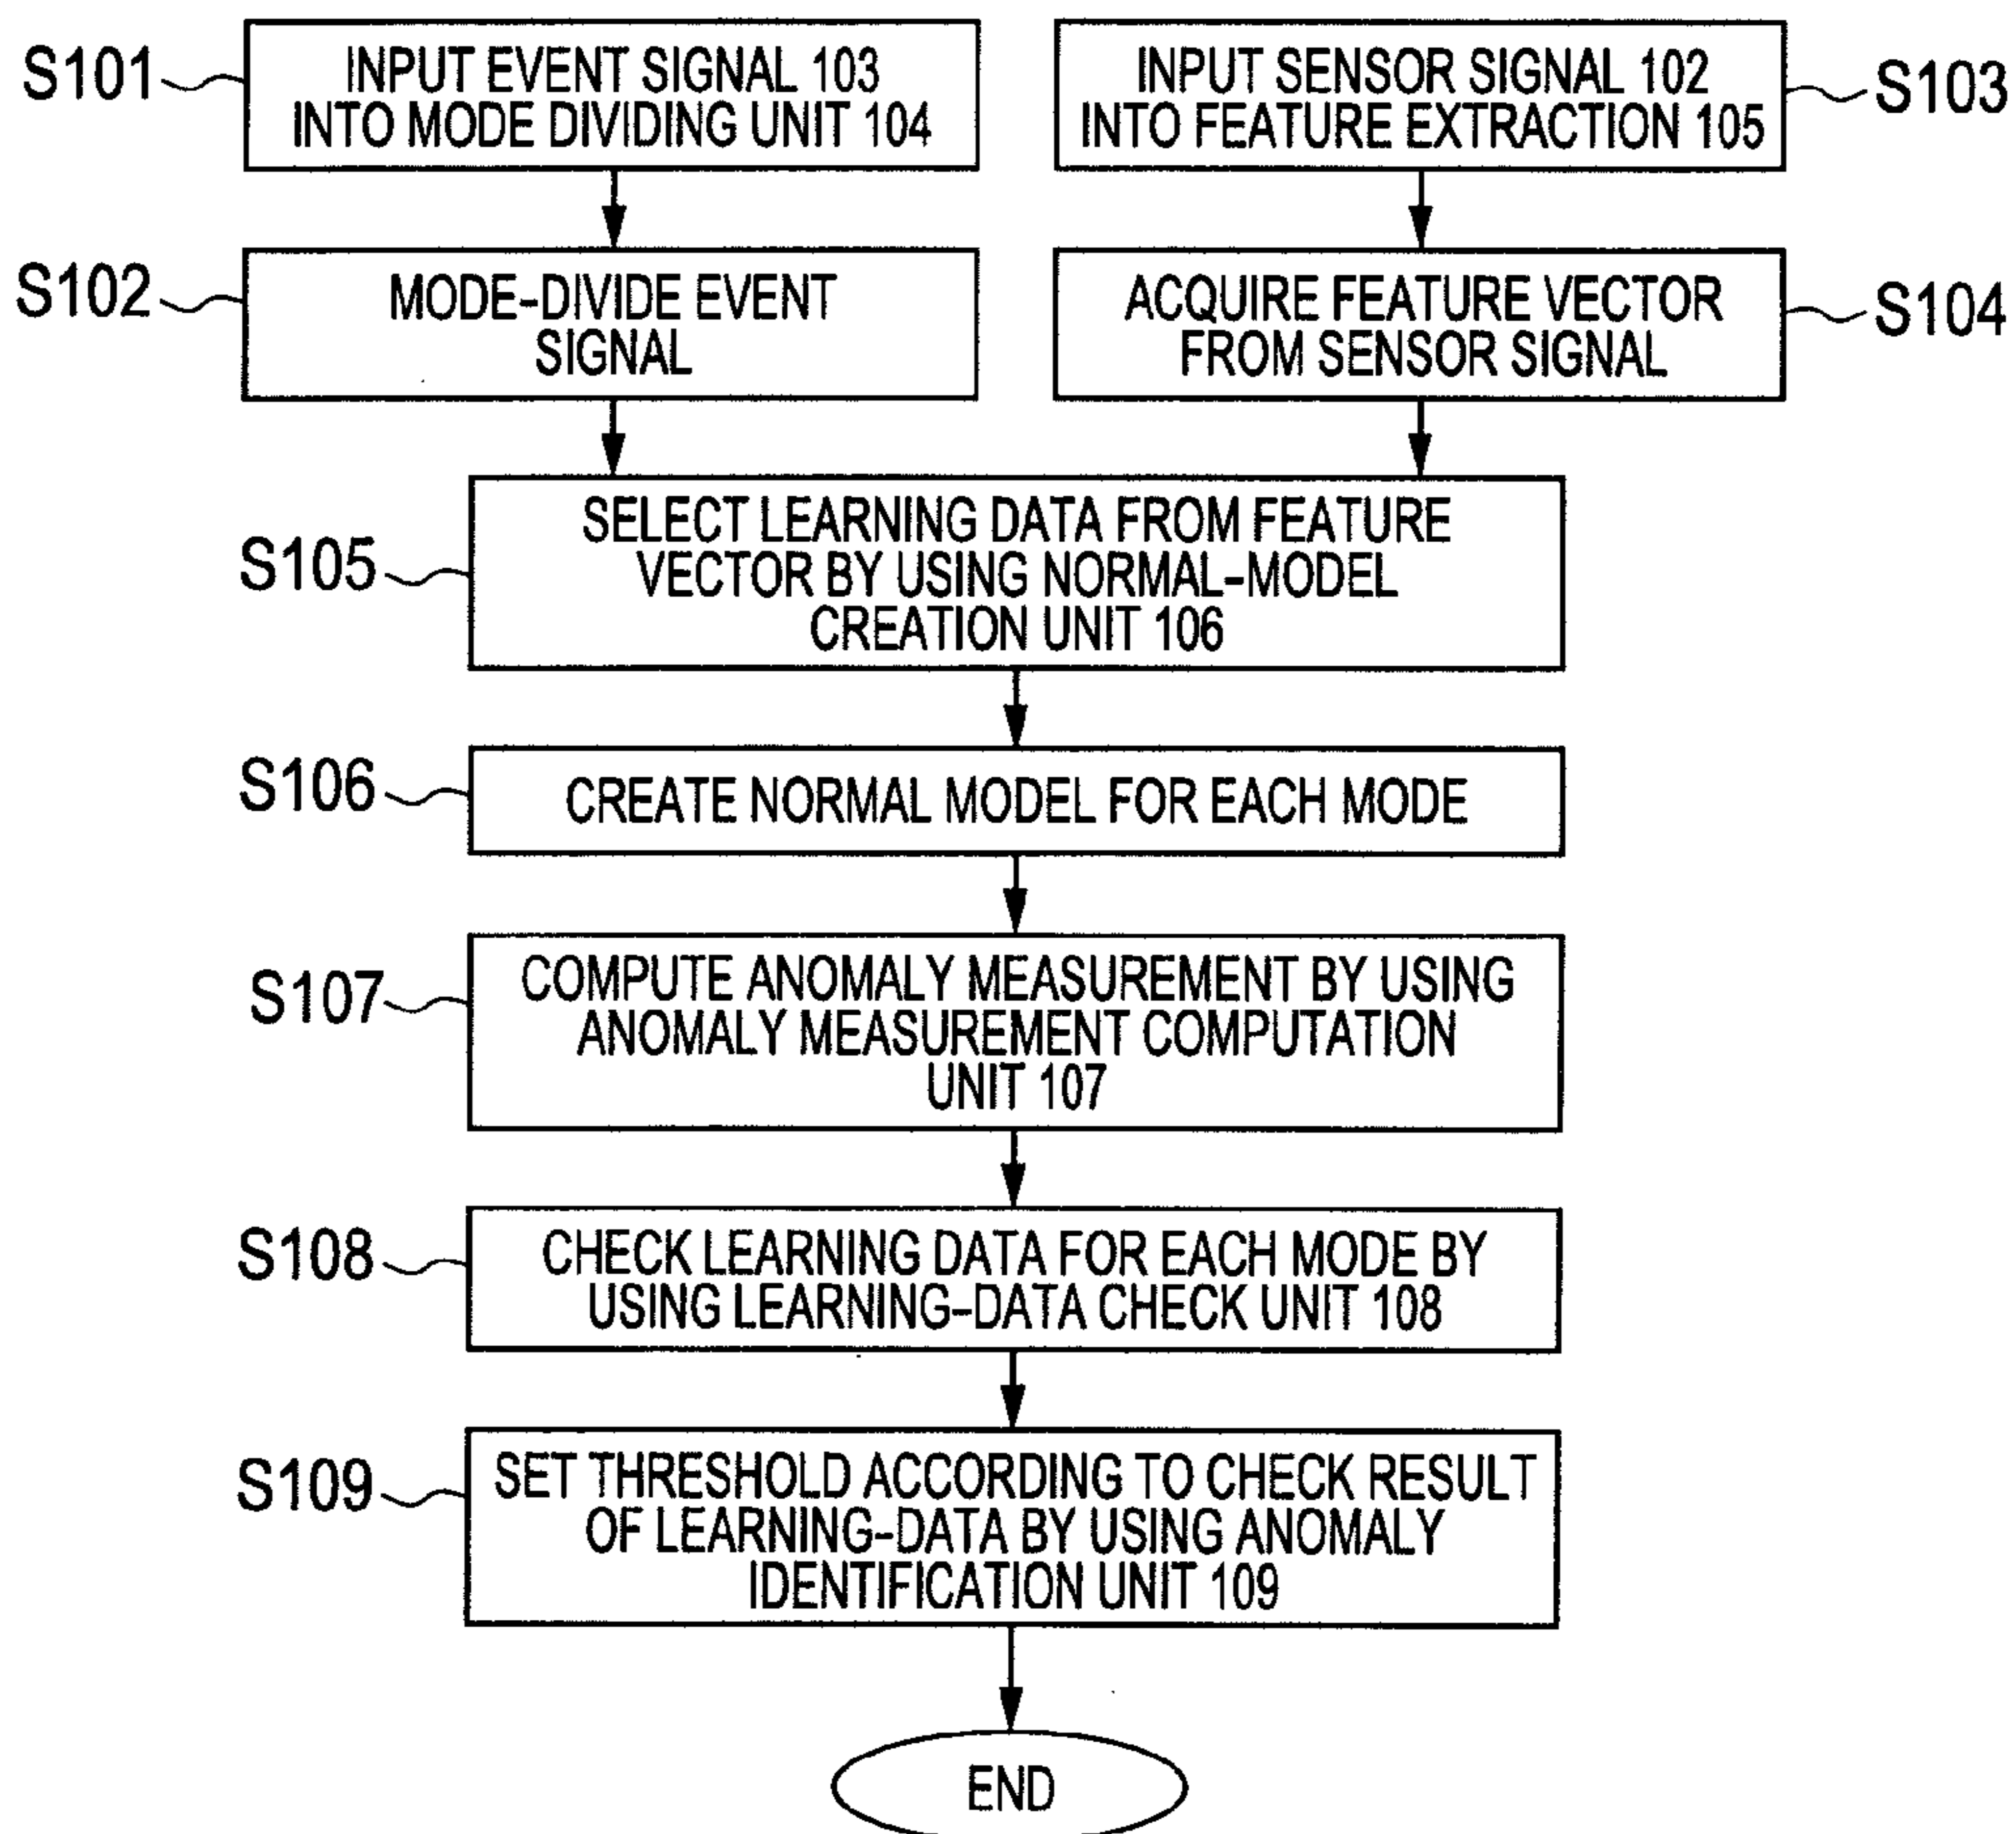 S101
INPUT EVENT SIGNAL 103
INTO MODE DIVIDING UNIT 104
INPUT SENSOR SIGNAL 102
INTO FEATURE EXTRACTION 105
S103
S102
MODE-DIVIDE EVENT
SIGNAL
ACQUIRE FEATURE VECTOR
FROM SENSOR SIGNAL
S104
S105
SELECT LEARNING DATA FROM FEATURE
VECTOR BY USING NORMAL-MODEL
CREATION UNIT 106
S106
CREATE NORMAL MODEL FOR EACH MODE
S107
COMPUTE ANOMALY MEASUREMENT BY USING
ANOMALY MEASUREMENT COMPUTATION
UNIT 107
S108
CHECK LEARNING DATA FOR EACH MODE BY
USING LEARNING-DATA CHECK UNIT 108
S109
SET THRESHOLD ACCORDING TO CHECK RESULT
OF LEARNING-DATA BY USING ANOMALY
IDENTIFICATION UNIT 109
END